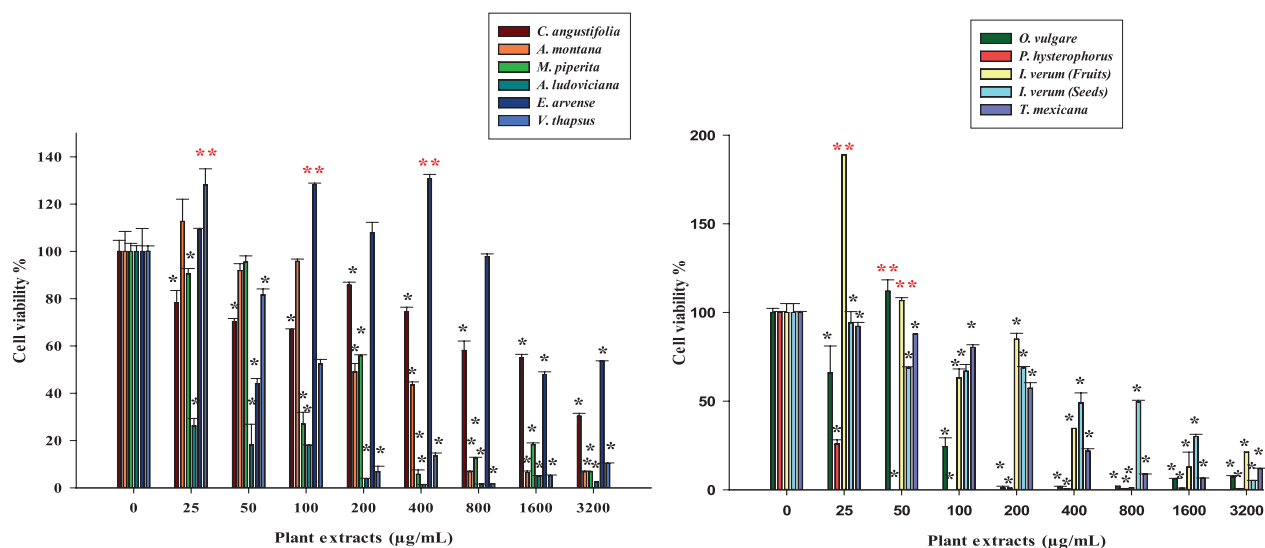 C. angustifolia
A. montana
M. piperita
A. ludoviciana
E. arvense
V. thapsus
Cell viability %
140
120
100
80
60
40
20
0
** ** **
* * * * * * * * * * * * * * * * * * * * * * * * * * * * * * * *
0 25 50 100 200 400 800 1600 3200
Plant extracts (µg/mL)
O. vulgare
P. hysterophorus
I. verum (Fruits)
I. verum (Seeds)
T. mexicana
Cell viability %
200
150
100
50
0
** ** **
* * * * * * * * * * * * * * * * * * * * * * * * * * * * * * * * * *
0 25 50 100 200 400 800 1600 3200
Plant extracts (µg/mL)